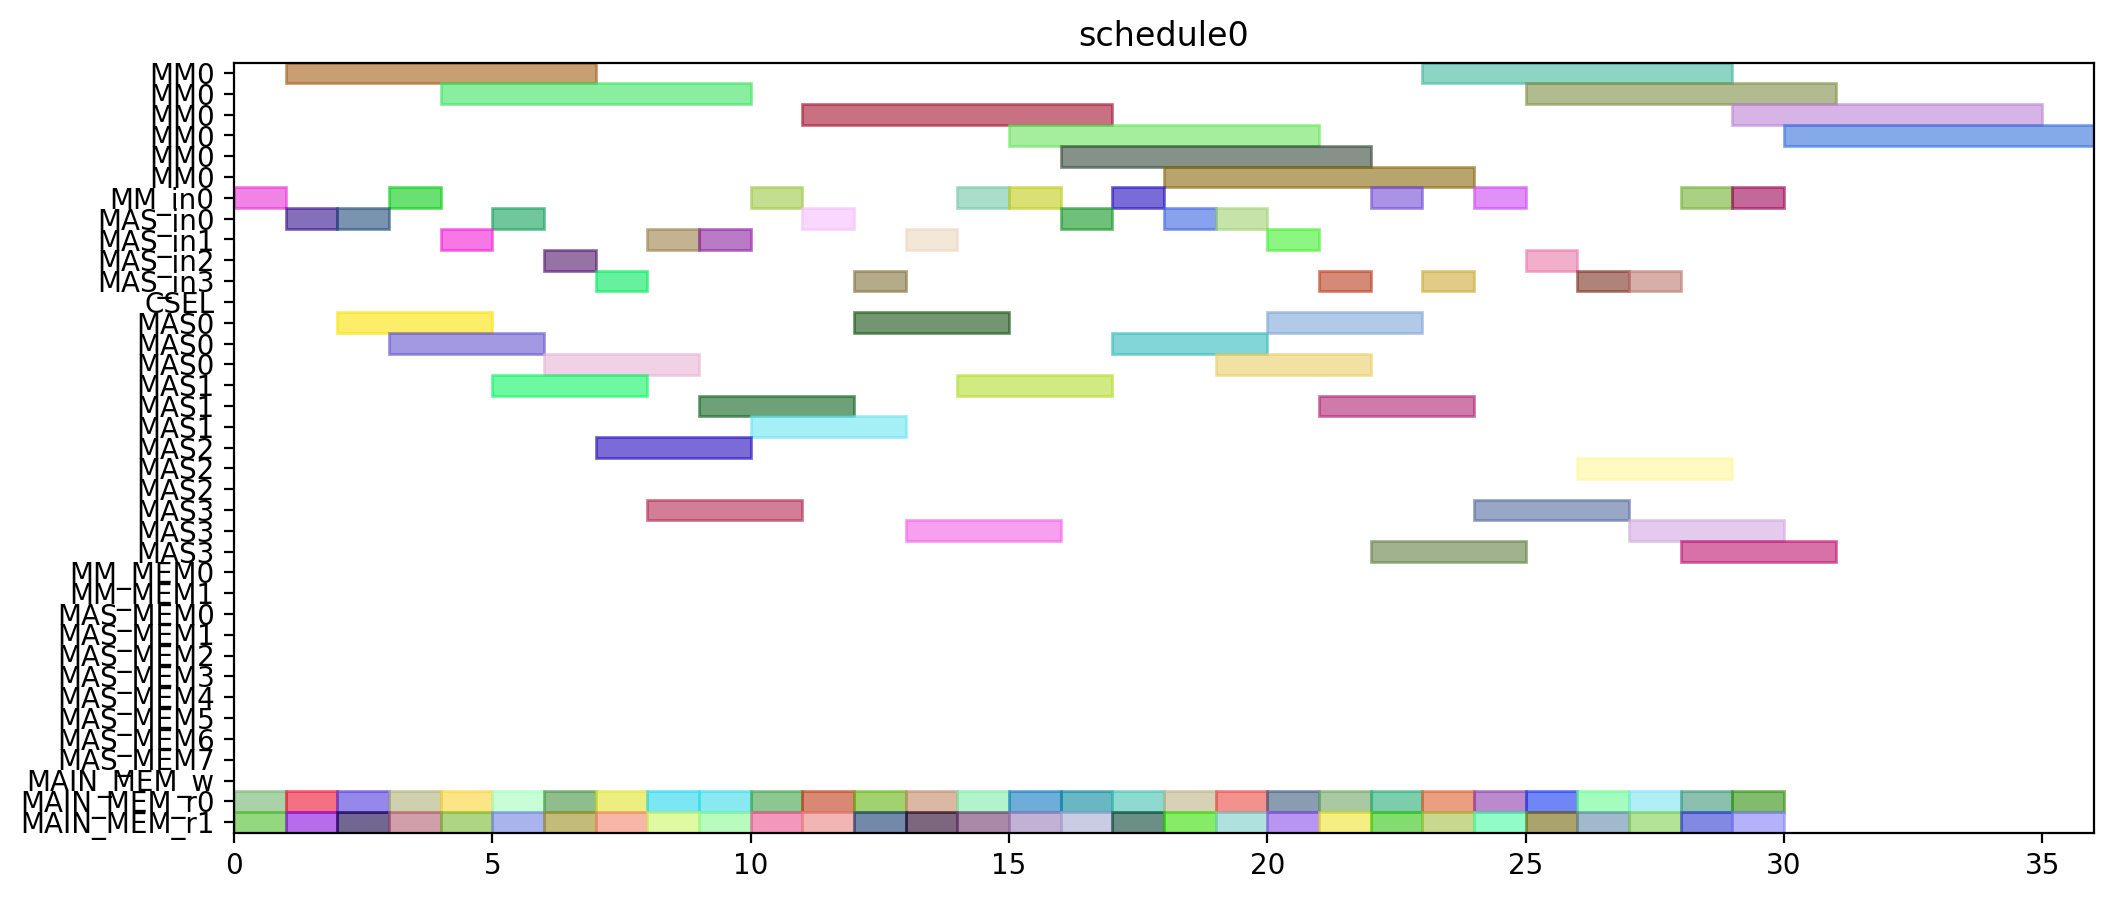 schedule0
MM0
MM0
MM0
MM0
MM0
MM0
MM_in0
MAS_in0
MAS_in1
MAS_in2
MAS_in3
CSEL
MAS0
MAS0
MAS0
MAS1
MAS1
MAS1
MAS2
MAS2
MAS2
MAS3
MAS3
MAS3
MM_MEM0
MM_MEM1
MAS_MEM0
MAS_MEM1
MAS_MEM2
MAS_MEM3
MAS_MEM4
MAS_MEM5
MAS_MEM6
MAS_MEM7
MAIN_MEM_w
MAIN_MEM_r0
MAIN_MEM_r1
0 5 10 15 20 25 30 35